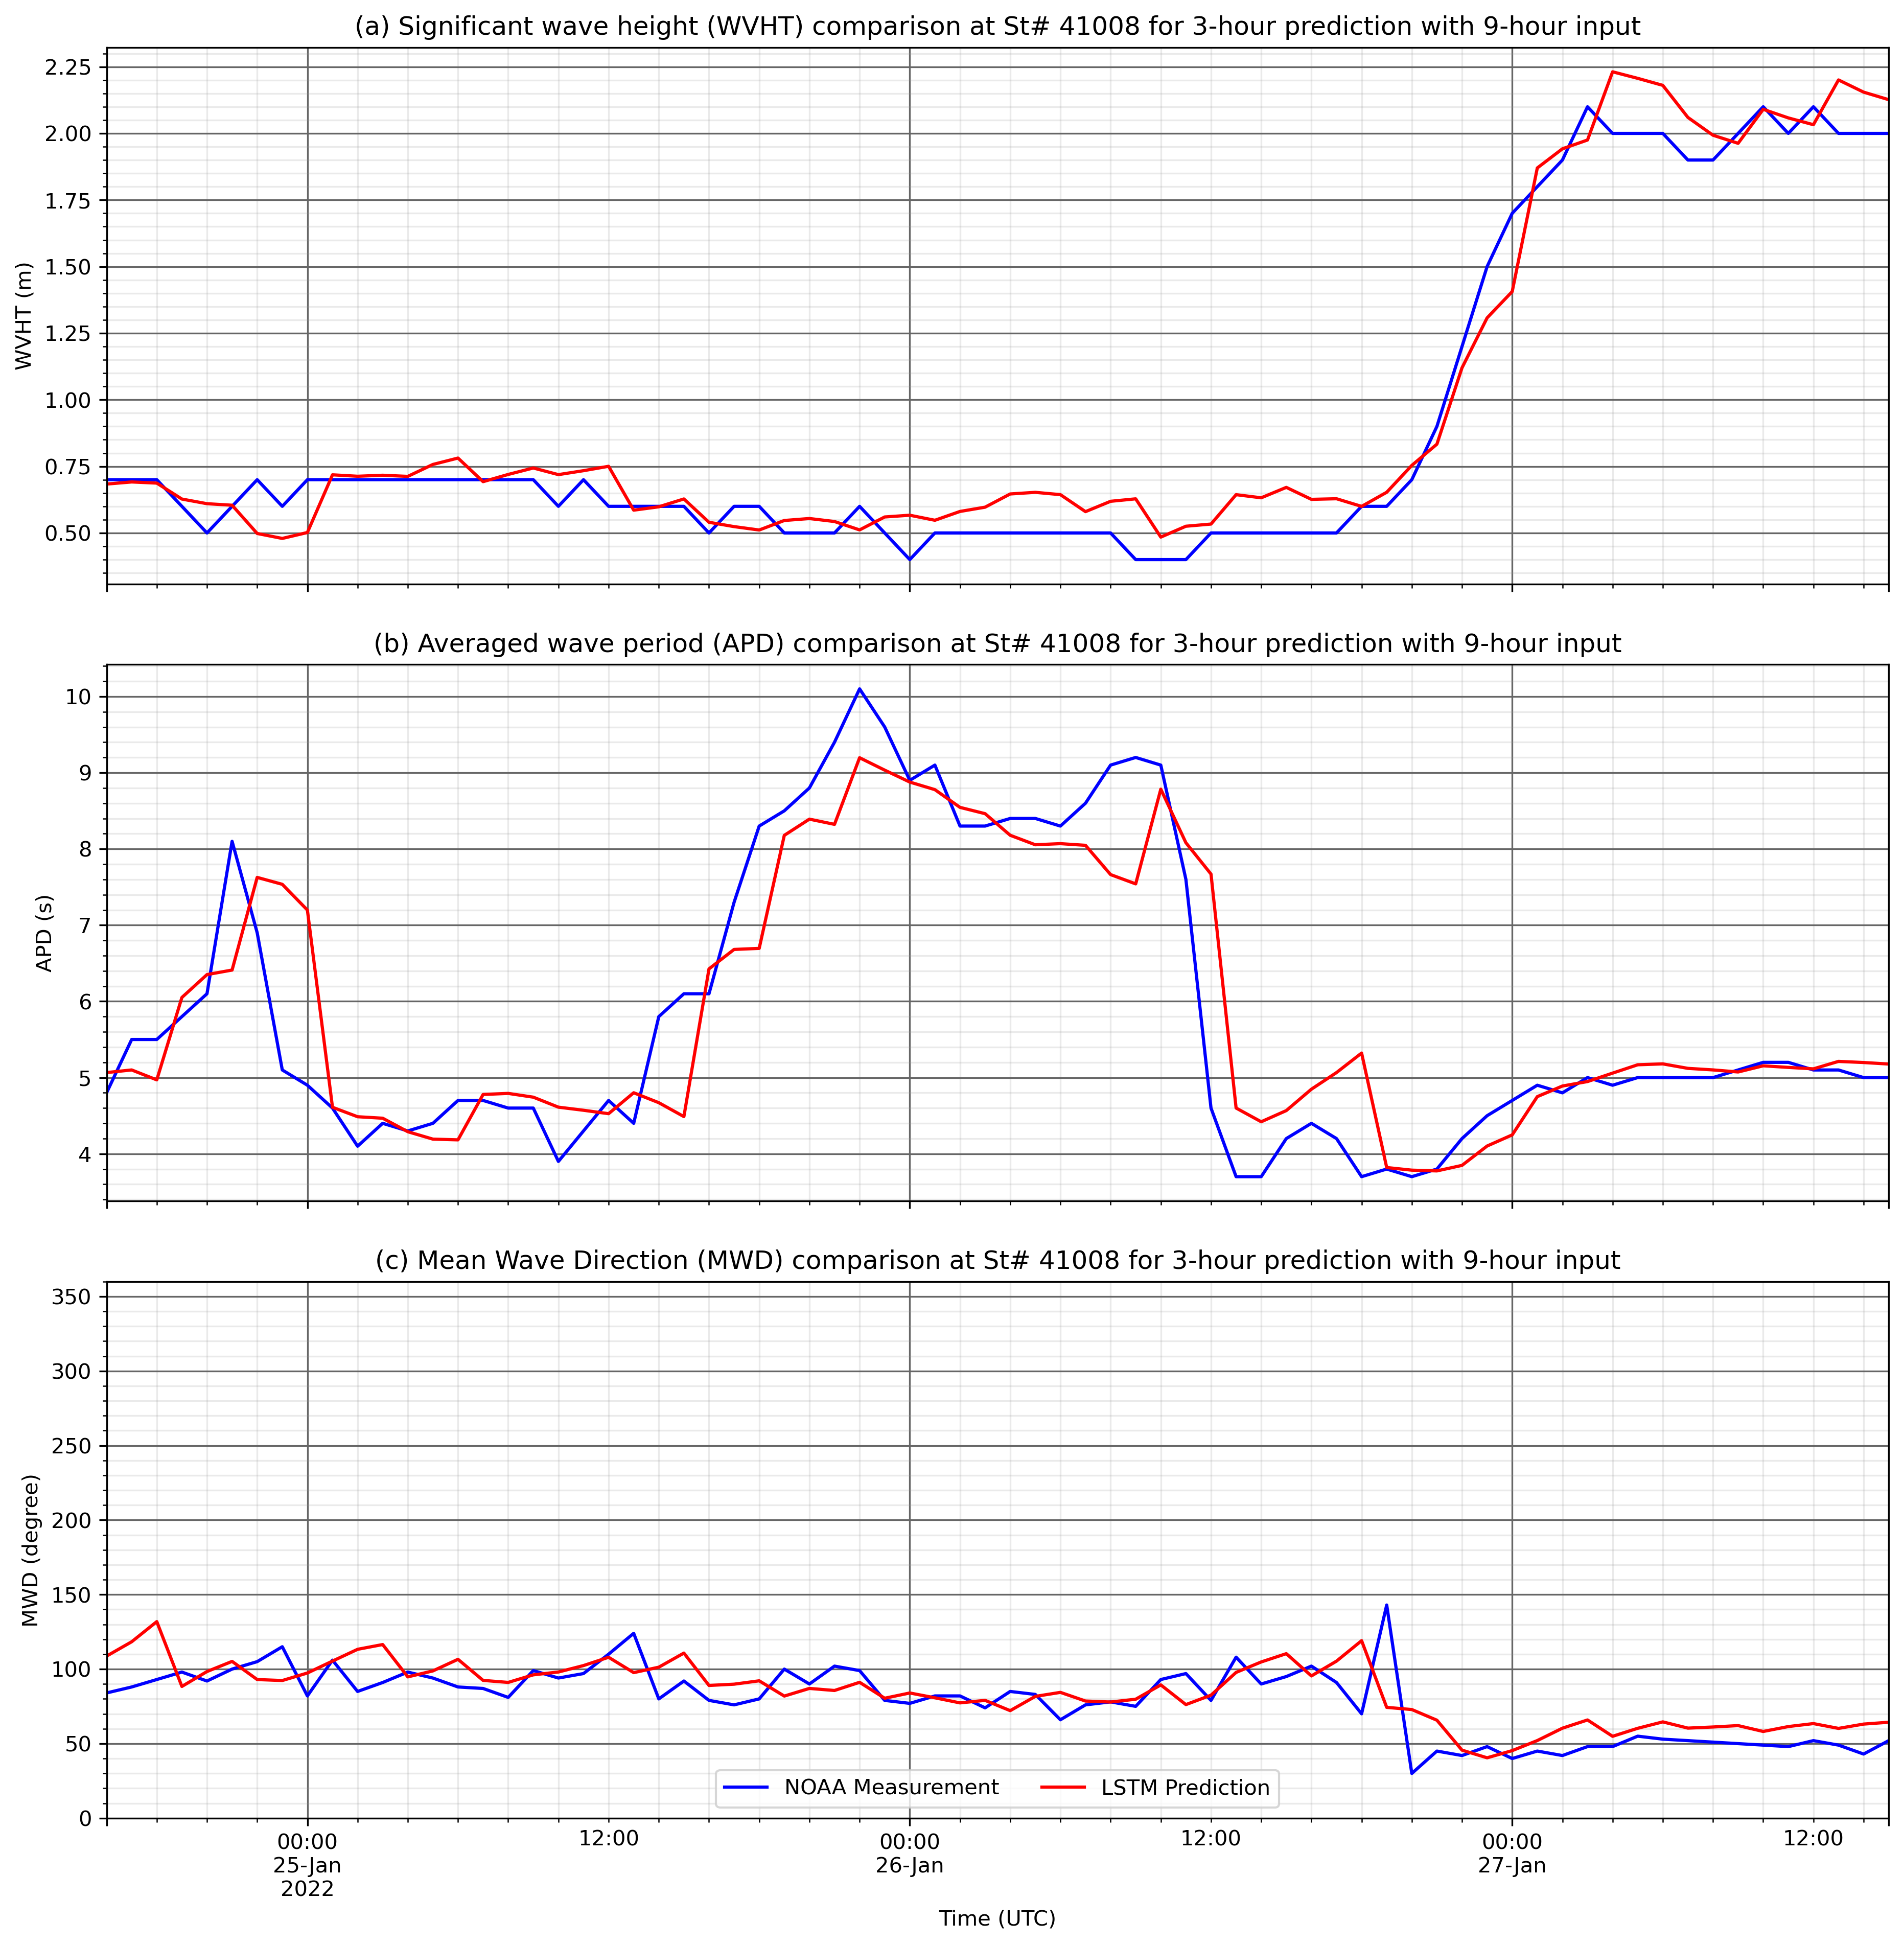 (a) Significant wave height (WVHT) comparison at St# 41008 for 3-hour prediction with 9-hour input
2.25
2.00
1.75
1.50
1.25
1.00
0.75
0.50
WVHT (m)
(b) Averaged wave period (APD) comparison at St# 41008 for 3-hour prediction with 9-hour input
10
9
8
7
6
5
4
APD (s)
(c) Mean Wave Direction (MWD) comparison at St# 41008 for 3-hour prediction with 9-hour input
350
300
250
200
150
100
50
0
MWD (degree)
NOAA Measurement
LSTM Prediction
00:00 12:00 00:00 12:00 00:00 12:00
25-Jan 26-Jan 27-Jan
2022
Time (UTC)